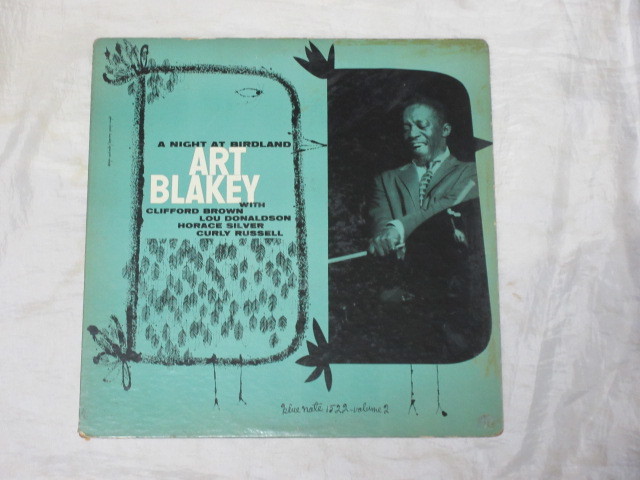 A NIGHT AT BIRDLAND
ART
BLAKEY
WITH
CLIFFORD BROWN
LOU DONALDSON
HORACE SILVER
CURLY RUSSELL
blue note 1522 volume 2